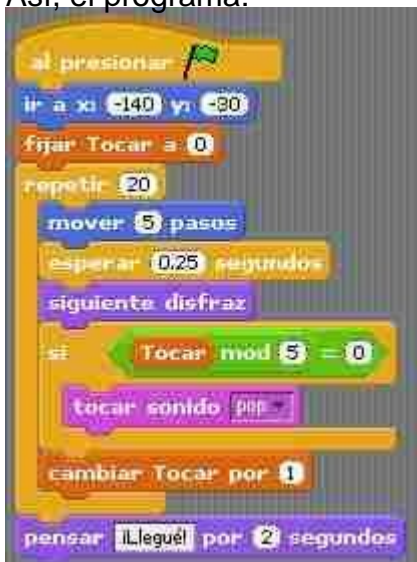 Así, el programa:
al presionar
ir a x: -140 y: -30
fijar Tocar a 0
repetir 20
mover 5 pasos
esperar 0.25 segundos
siguiente disfraz
si Tocar mod 5 = 0
tocar sonido pop
cambiar Tocar por 1
pensar ¡Llegué! por 2 segundos